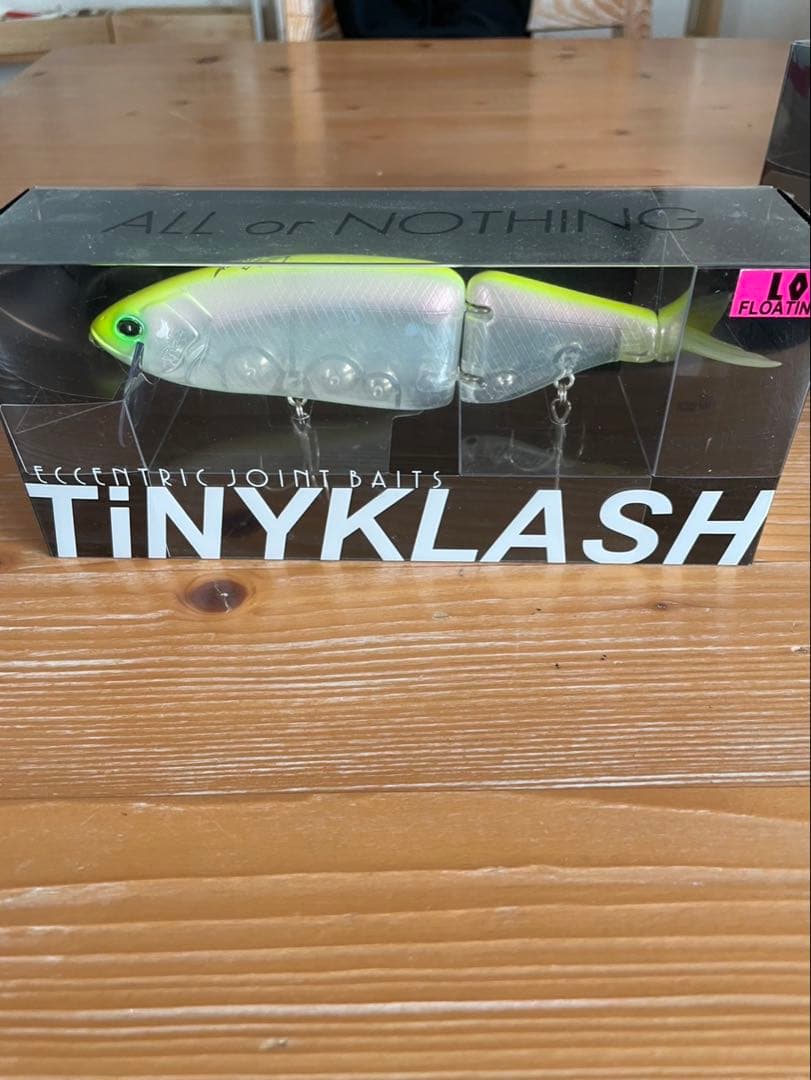 ALL or NOTHING
LO
FLOATIN
ECCENTRIC JOINT BAITS
TiNYKLASH